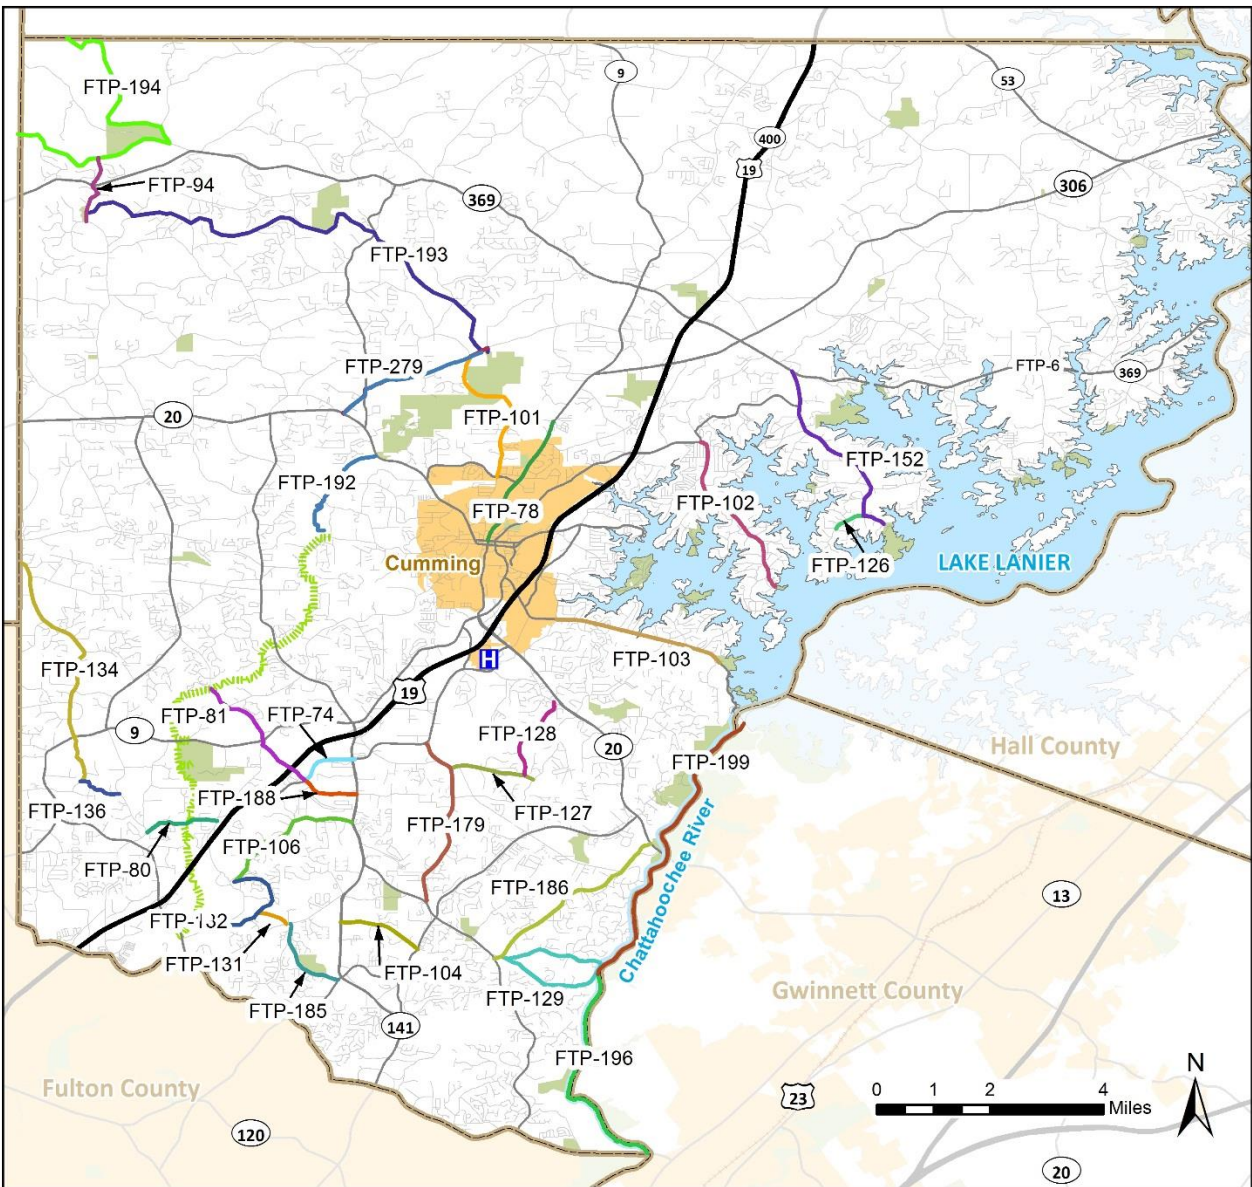 FTP-194
9
53
400
19
FTP-94
369
306
FTP-193
FTP-279
FTP-6
369
20
FTP-101
FTP-192
FTP-152
FTP-78
FTP-102
Cumming
FTP-126
LAKE LANIER
FTP-134
H
FTP-103
19
FTP-81
FTP-74
9
FTP-128
20
Hall County
FTP-199
FTP-188
FTP-136
FTP-127
FTP-179
Chattahoochee River
FTP-106
FTP-80
FTP-186
13
FTP-132
FTP-131
FTP-104
FTP-129
Gwinnett County
FTP-185
141
FTP-196
Fulton County
N
0 1 2 4
Miles
23
120
20